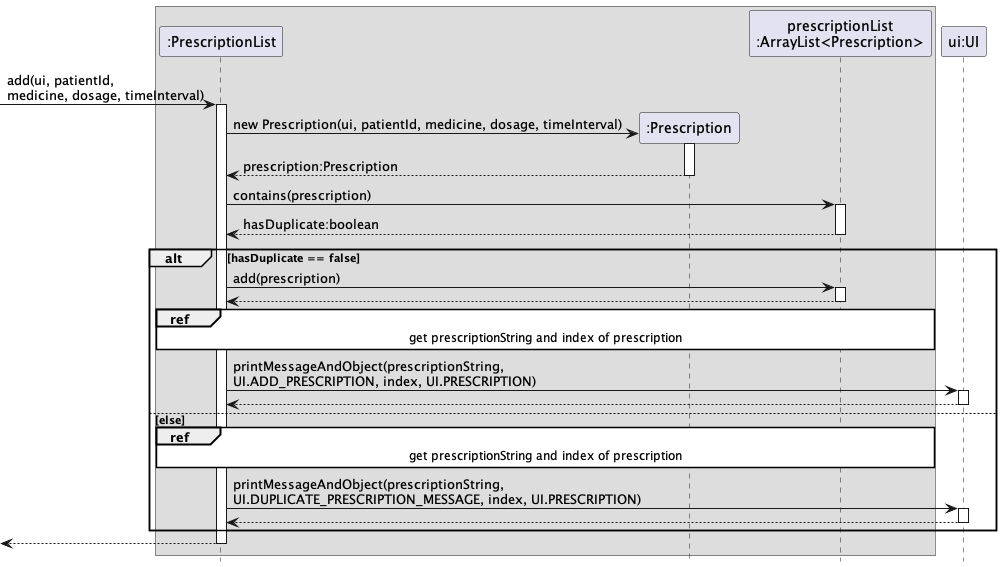 :PrescriptionList
prescriptionList
:ArrayList<Prescription>
ui:UI
add(ui, patientId,
medicine, dosage, timeInterval)
new Prescription(ui, patientId, medicine, dosage, timeInterval)
:Prescription
prescription:Prescription
contains(prescription)
hasDuplicate:boolean
alt
[hasDuplicate == false]
add(prescription)
ref
get prescriptionString and index of prescription
printMessageAndObject(prescriptionString,
UI.ADD_PRESCRIPTION, index, UI.PRESCRIPTION)
[else]
ref
get prescriptionString and index of prescription
printMessageAndObject(prescriptionString,
UI.DUPLICATE_PRESCRIPTION_MESSAGE, index, UI.PRESCRIPTION)